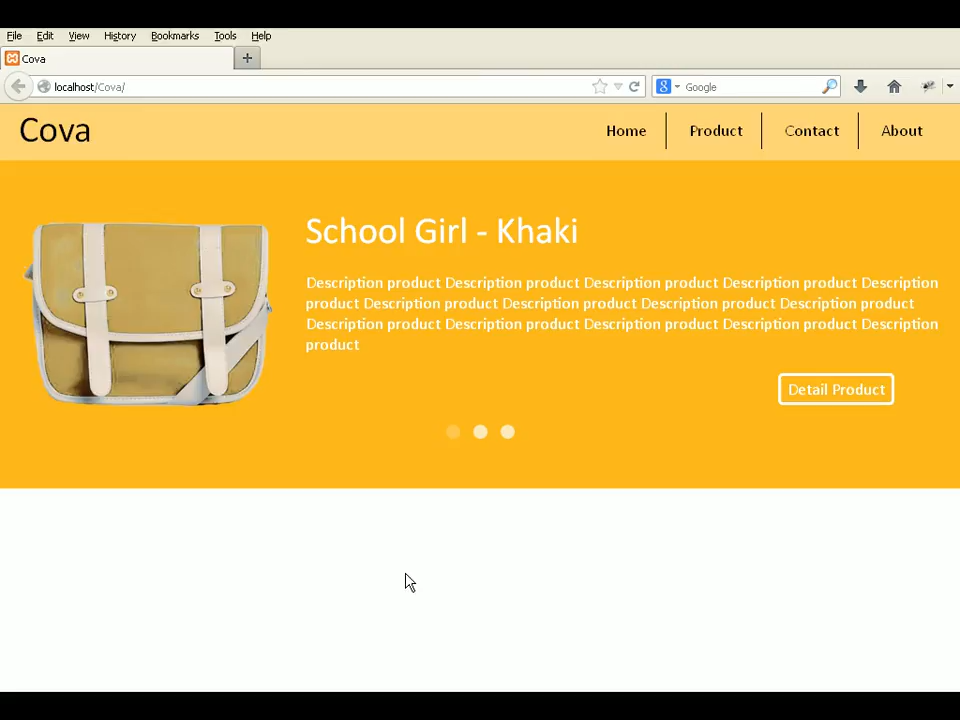 File Edit View History Bookmarks Tools Help
Cova
localhost/Cova/
8 Google
Cova
Home Product Contact About
School Girl - Khaki
Description product Description product Description product Description product Description
product Description product Description product Description product Description product
Description product Description product Description product Description product Description
product
Detail Product